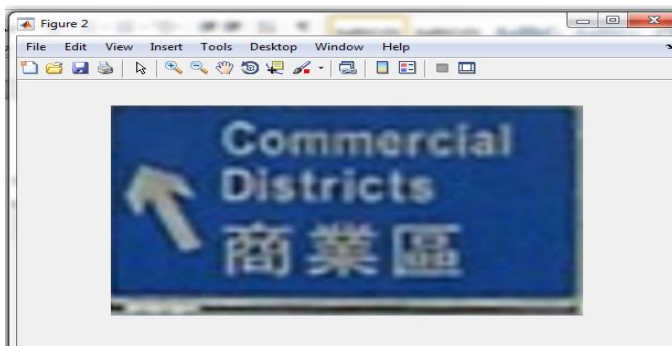 Figure 2
File Edit View Insert Tools Desktop Window Help
Commercial
Districts
商業區